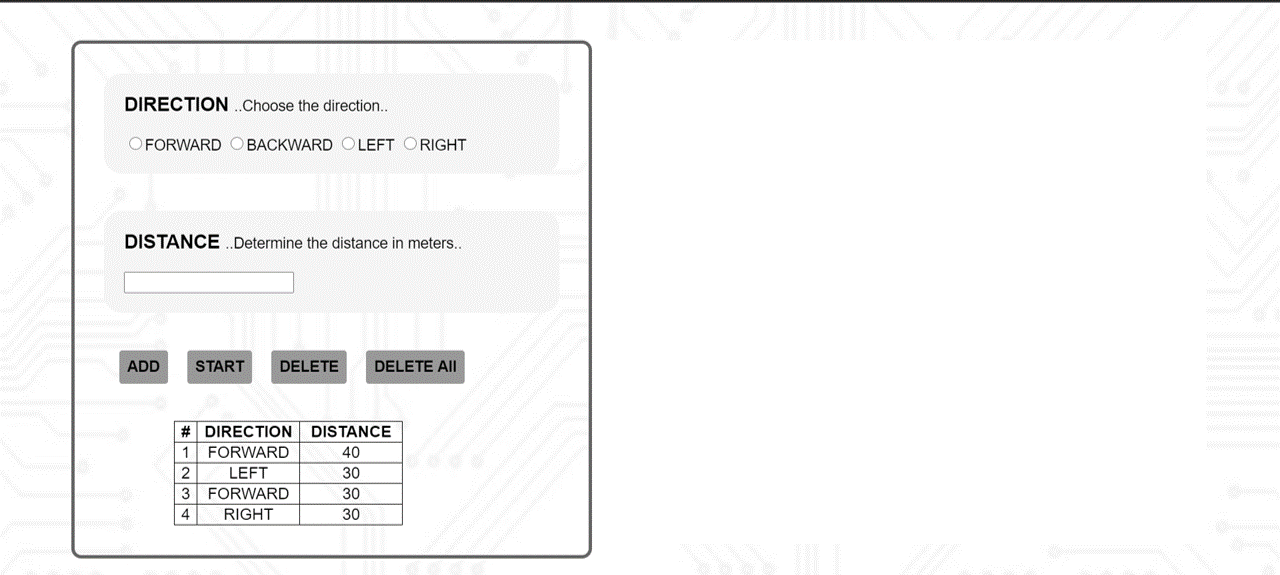 DIRECTION ..Choose the direction..
FORWARD BACKWARD LEFT RIGHT
DISTANCE ..Determine the distance in meters..
ADD START DELETE DELETE All
# DIRECTION DISTANCE
1 FORWARD 40
2 LEFT 30
3 FORWARD 30
4 RIGHT 30